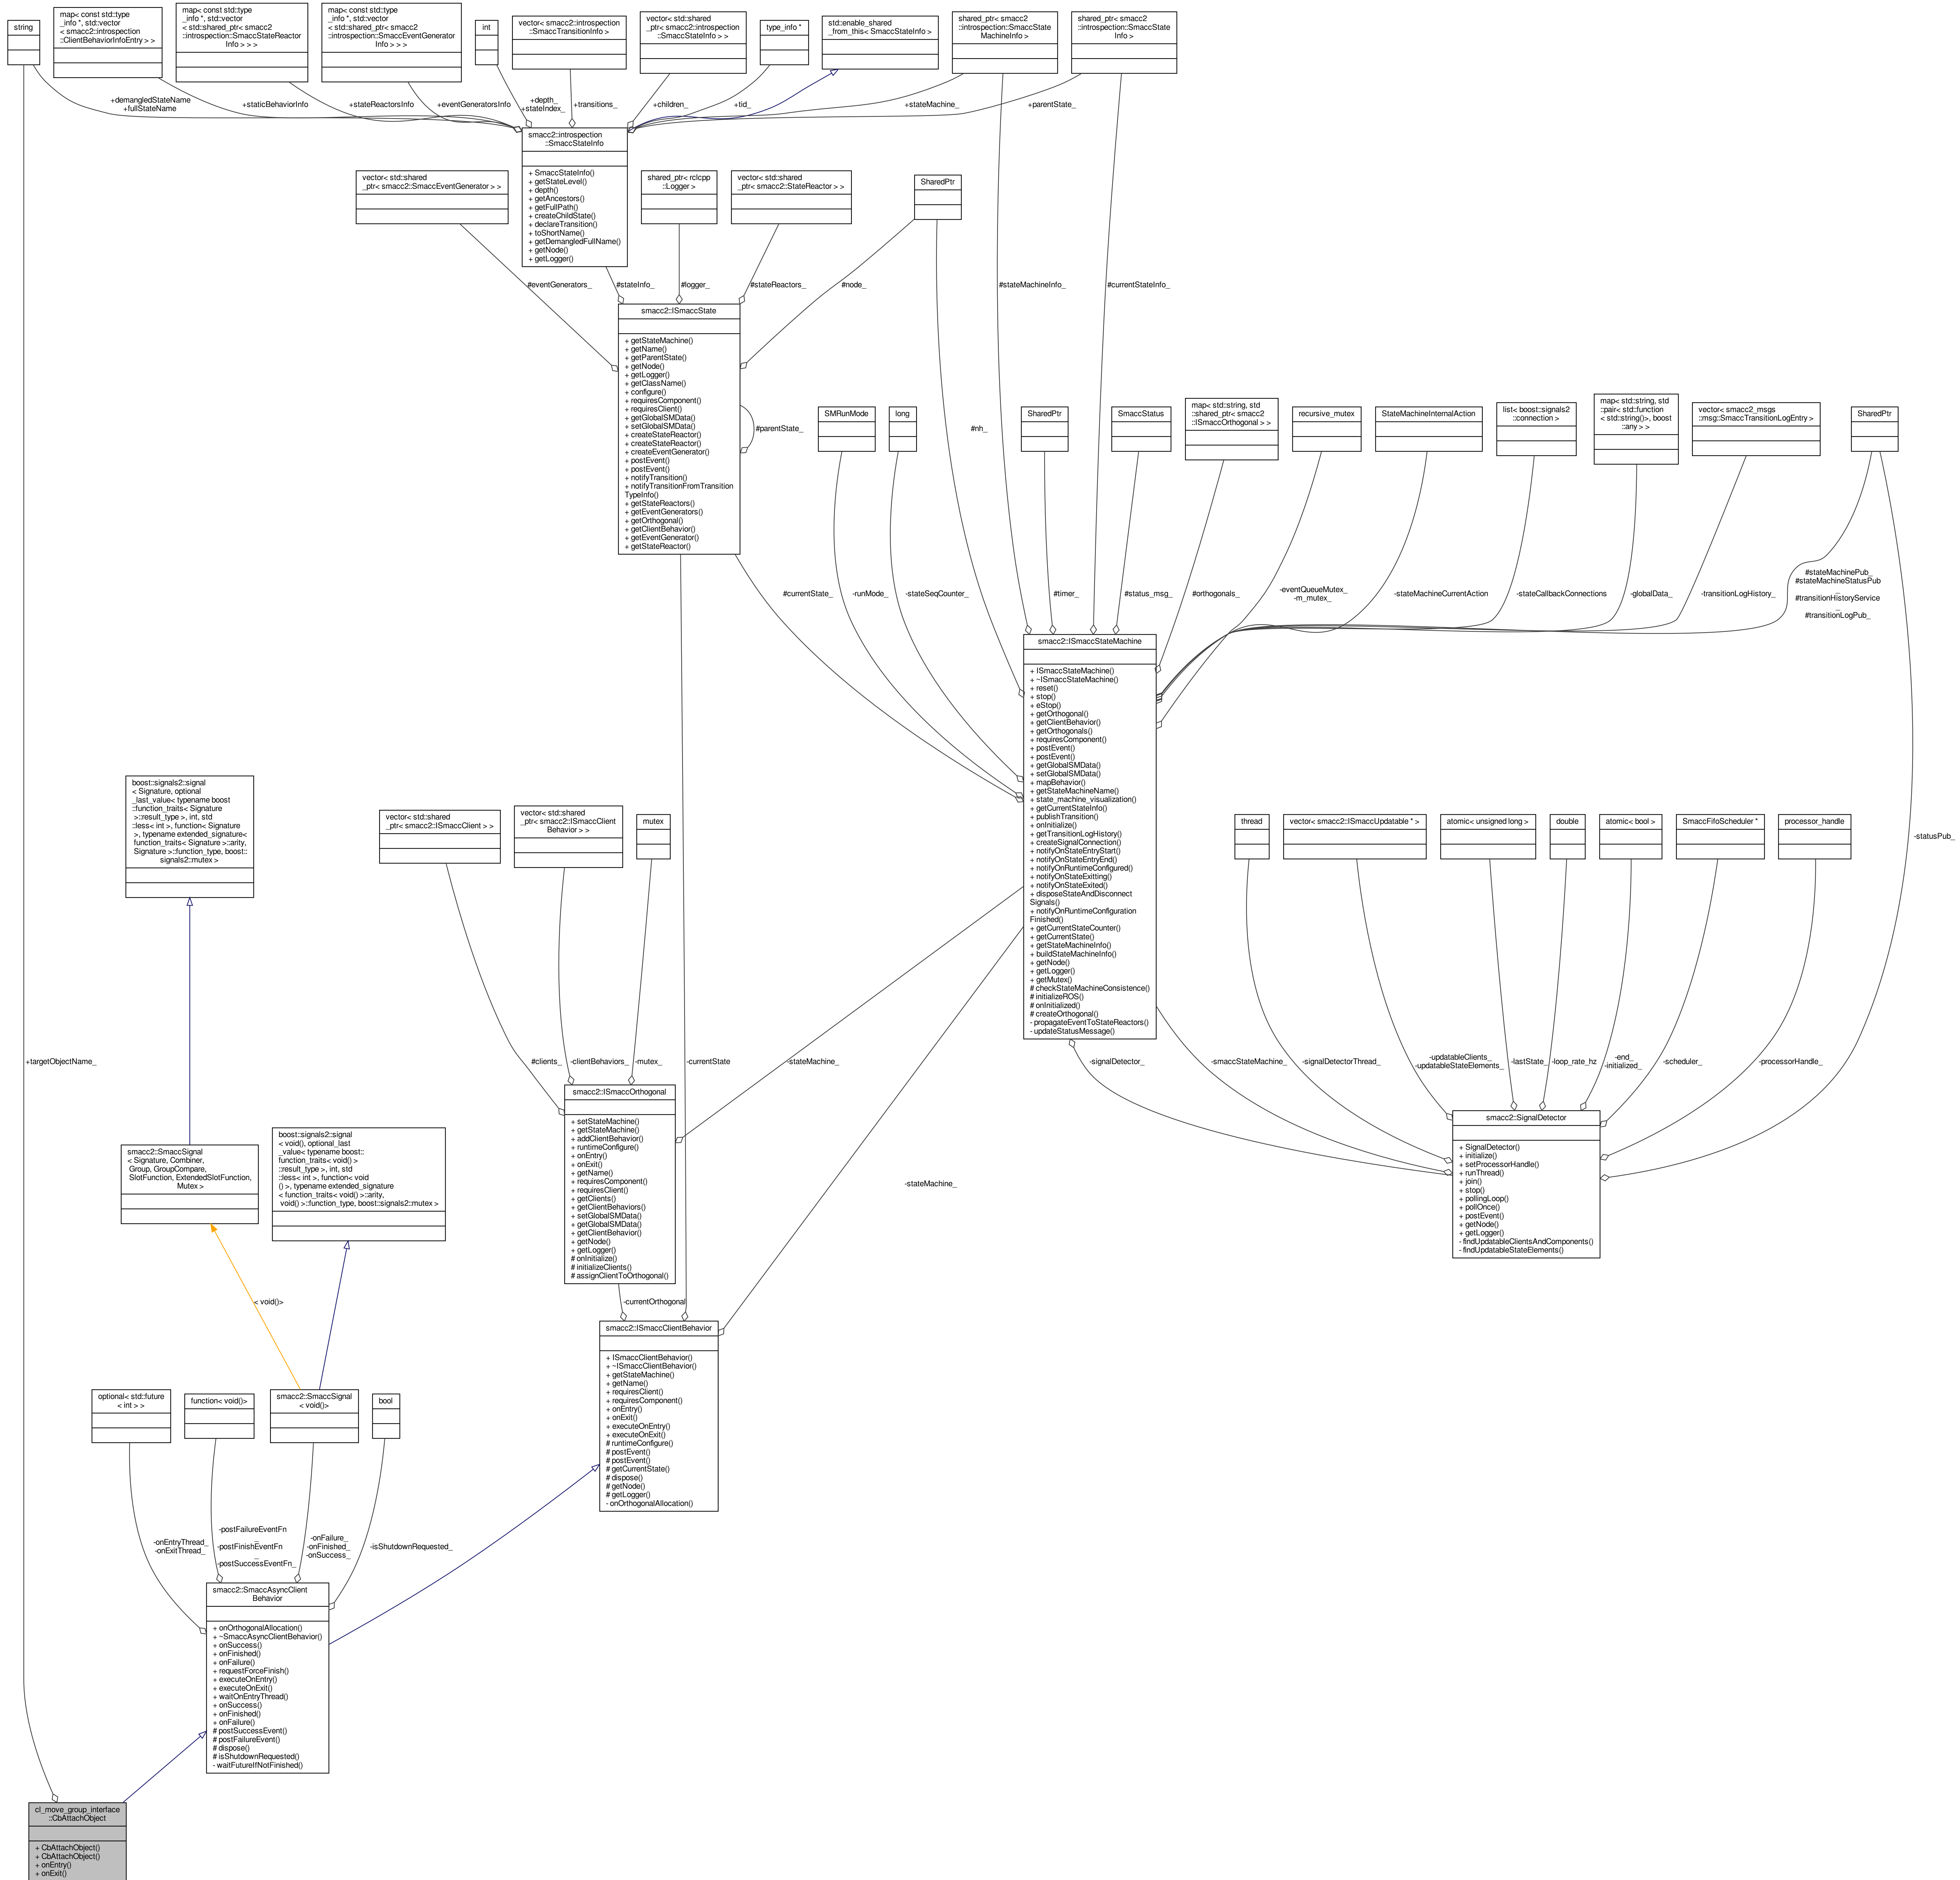 string
map< const std::type
_info *, std::vector
< smacc2::introspection
::ClientBehaviorInfoEntry > >
map< const std::type
_info *, std::vector
< std::shared_ptr< smacc2
::introspection::SmaccStateReactor
Info > > >
map< const std::type
_info *, std::vector
< std::shared_ptr< smacc2
::introspection::SmaccEventGenerator
Info > > >
int
vector< smacc2::introspection
::SmaccTransitionInfo >
vector< std::shared
_ptr< smacc2::introspection
::SmaccStateInfo > >
type_info *
std::enable_shared
_from_this< SmaccStateInfo >
shared_ptr< smacc2
::introspection::SmaccState
MachineInfo >
shared_ptr< smacc2
::introspection::SmaccState
Info >
+demangledStateName
+fullStateName
+staticBehaviorInfo
+stateReactorsInfo
+eventGeneratorsInfo
+depth_
+stateIndex_
+transitions_
+children_
+tid_
+stateMachine_
+parentState_
smacc2::introspection
::SmaccStateInfo
+ SmaccStateInfo()
+ getStateLevel()
+ depth()
+ getAncestors()
+ getFullPath()
+ createChildState()
+ declareTransition()
+ toShortName()
+ getDemangledFullName()
+ getNode()
+ getLogger()
vector< std::shared
_ptr< smacc2::SmaccEventGenerator > >
shared_ptr< rclcpp
::Logger >
vector< std::shared
_ptr< smacc2::StateReactor > >
SharedPtr
#eventGenerators_
#stateInfo_
#logger_
#stateReactors_
#node_
#stateMachineInfo_
#currentStateInfo_
smacc2::ISmaccState
+ getStateMachine()
+ getName()
+ getParentState()
+ getNode()
+ getLogger()
+ getClassName()
+ configure()
+ requiresComponent()
+ requiresClient()
+ getGlobalSMData()
+ setGlobalSMData()
+ createStateReactor()
+ createStateReactor()
+ createEventGenerator()
+ postEvent()
+ postEvent()
+ notifyTransition()
+ notifyTransitionFromTransition
TypeInfo()
+ getStateReactors()
+ getEventGenerators()
+ getOrthogonal()
+ getClientBehavior()
+ getEventGenerator()
+ getStateReactor()
#parentState_
SMRunMode
long
#nh_
SharedPtr
SmaccStatus
map< std::string, std
::shared_ptr< smacc2
::ISmaccOrthogonal > >
recursive_mutex
StateMachineInternalAction
list< boost::signals2
::connection >
map< std::string, std
::pair< std::function
< std::string()>, boost
::any > >
vector< smacc2_msgs
::msg::SmaccTransitionLogEntry >
SharedPtr
#currentState_
-runMode_
-stateSeqCounter_
#timer_
#status_msg_
#orthogonals_
-eventQueueMutex_
-m_mutex_
-stateMachineCurrentAction
-stateCallbackConnections
-globalData_
-transitionLogHistory_
#stateMachinePub_
#stateMachineStatusPub
_
#transitionHistoryService
_
#transitionLogPub_
smacc2::ISmaccStateMachine
+ ISmaccStateMachine()
+ ~ISmaccStateMachine()
+ reset()
+ stop()
+ eStop()
+ getOrthogonal()
+ getClientBehavior()
+ getOrthogonals()
+ requiresComponent()
+ postEvent()
+ postEvent()
+ getGlobalSMData()
+ setGlobalSMData()
+ mapBehavior()
+ getStateMachineName()
+ state_machine_visualization()
+ getCurrentStateInfo()
+ publishTransition()
+ onInitialize()
+ getTransitionLogHistory()
+ createSignalConnection()
+ notifyOnStateEntryStart()
+ notifyOnStateEntryEnd()
+ notifyOnRuntimeConfigured()
+ notifyOnStateExitting()
+ notifyOnStateExited()
+ disposeStateAndDisconnect
Signals()
+ notifyOnRuntimeConfiguration
Finished()
+ getCurrentStateCounter()
+ getCurrentState()
+ getStateMachineInfo()
+ buildStateMachineInfo()
+ getNode()
+ getLogger()
+ getMutex()
# checkStateMachineConsistence()
# initializeROS()
# onInitialized()
# createOrthogonal()
- propagateEventToStateReactors()
- updateStatusMessage()
boost::signals2::signal
< Signature, optional
_last_value< typename boost
::function_traits< Signature
>::result_type >, int, std
::less< int >, function< Signature
>, typename extended_signature<
function_traits< Signature >::arity,
Signature >::function_type, boost::
signals2::mutex >
vector< std::shared
_ptr< smacc2::ISmaccClient > >
vector< std::shared
_ptr< smacc2::ISmaccClient
Behavior > >
mutex
thread
vector< smacc2::ISmaccUpdatable * >
atomic< unsigned long >
double
atomic< bool >
SmaccFifoScheduler *
processor_handle
-statusPub_
+targetObjectName_
#clients_
-clientBehaviors_
-mutex_
-currentState
-stateMachine_
-signalDetector_
-smaccStateMachine_
-signalDetectorThread_
-updatableClients_
-updatableStateElements_
-lastState_
-loop_rate_hz
-end_
-initialized_
-scheduler_
-processorHandle_
smacc2::ISmaccOrthogonal
+ setStateMachine()
+ getStateMachine()
+ addClientBehavior()
+ runtimeConfigure()
+ onEntry()
+ onExit()
+ getName()
+ requiresComponent()
+ requiresClient()
+ getClients()
+ getClientBehaviors()
+ setGlobalSMData()
+ getGlobalSMData()
+ getClientBehavior()
+ getNode()
+ getLogger()
# onInitialize()
# initializeClients()
# assignClientToOrthogonal()
smacc2::SignalDetector
+ SignalDetector()
+ initialize()
+ setProcessorHandle()
+ runThread()
+ join()
+ stop()
+ pollingLoop()
+ pollOnce()
+ postEvent()
+ getNode()
+ getLogger()
- findUpdatableClientsAndComponents()
- findUpdatableStateElements()
smacc2::SmaccSignal
< Signature, Combiner,
Group, GroupCompare,
SlotFunction, ExtendedSlotFunction,
Mutex >
boost::signals2::signal
< void(), optional_last
_value< typename boost::
function_traits< void() >
::result_type >, int, std
::less< int >, function< void
() >, typename extended_signature
< function_traits< void() >::arity,
void() >::function_type, boost::signals2::mutex >
-stateMachine_
< void()>
-currentOrthogonal
smacc2::ISmaccClientBehavior
+ ISmaccClientBehavior()
+ ~ISmaccClientBehavior()
+ getStateMachine()
+ getName()
+ requiresClient()
+ requiresComponent()
+ onEntry()
+ onExit()
+ executeOnEntry()
+ executeOnExit()
# runtimeConfigure()
# postEvent()
# postEvent()
# getCurrentState()
# dispose()
# getNode()
# getLogger()
- onOrthogonalAllocation()
optional< std::future
< int > >
function< void()>
smacc2::SmaccSignal
< void()>
bool
-onEntryThread_
-onExitThread_
-postFailureEventFn
_
-postFinishEventFn
_
-postSuccessEventFn_
-onFailure_
-onFinished_
-onSuccess_
-isShutdownRequested_
smacc2::SmaccAsyncClient
Behavior
+ onOrthogonalAllocation()
+ ~SmaccAsyncClientBehavior()
+ onSuccess()
+ onFinished()
+ onFailure()
+ requestForceFinish()
+ executeOnEntry()
+ executeOnExit()
+ waitOnEntryThread()
+ onSuccess()
+ onFinished()
+ onFailure()
# postSuccessEvent()
# postFailureEvent()
# dispose()
# isShutdownRequested()
- waitFutureIfNotFinished()
cl_move_group_interface
::CbAttachObject
+ CbAttachObject()
+ CbAttachObject()
+ onEntry()
+ onExit()